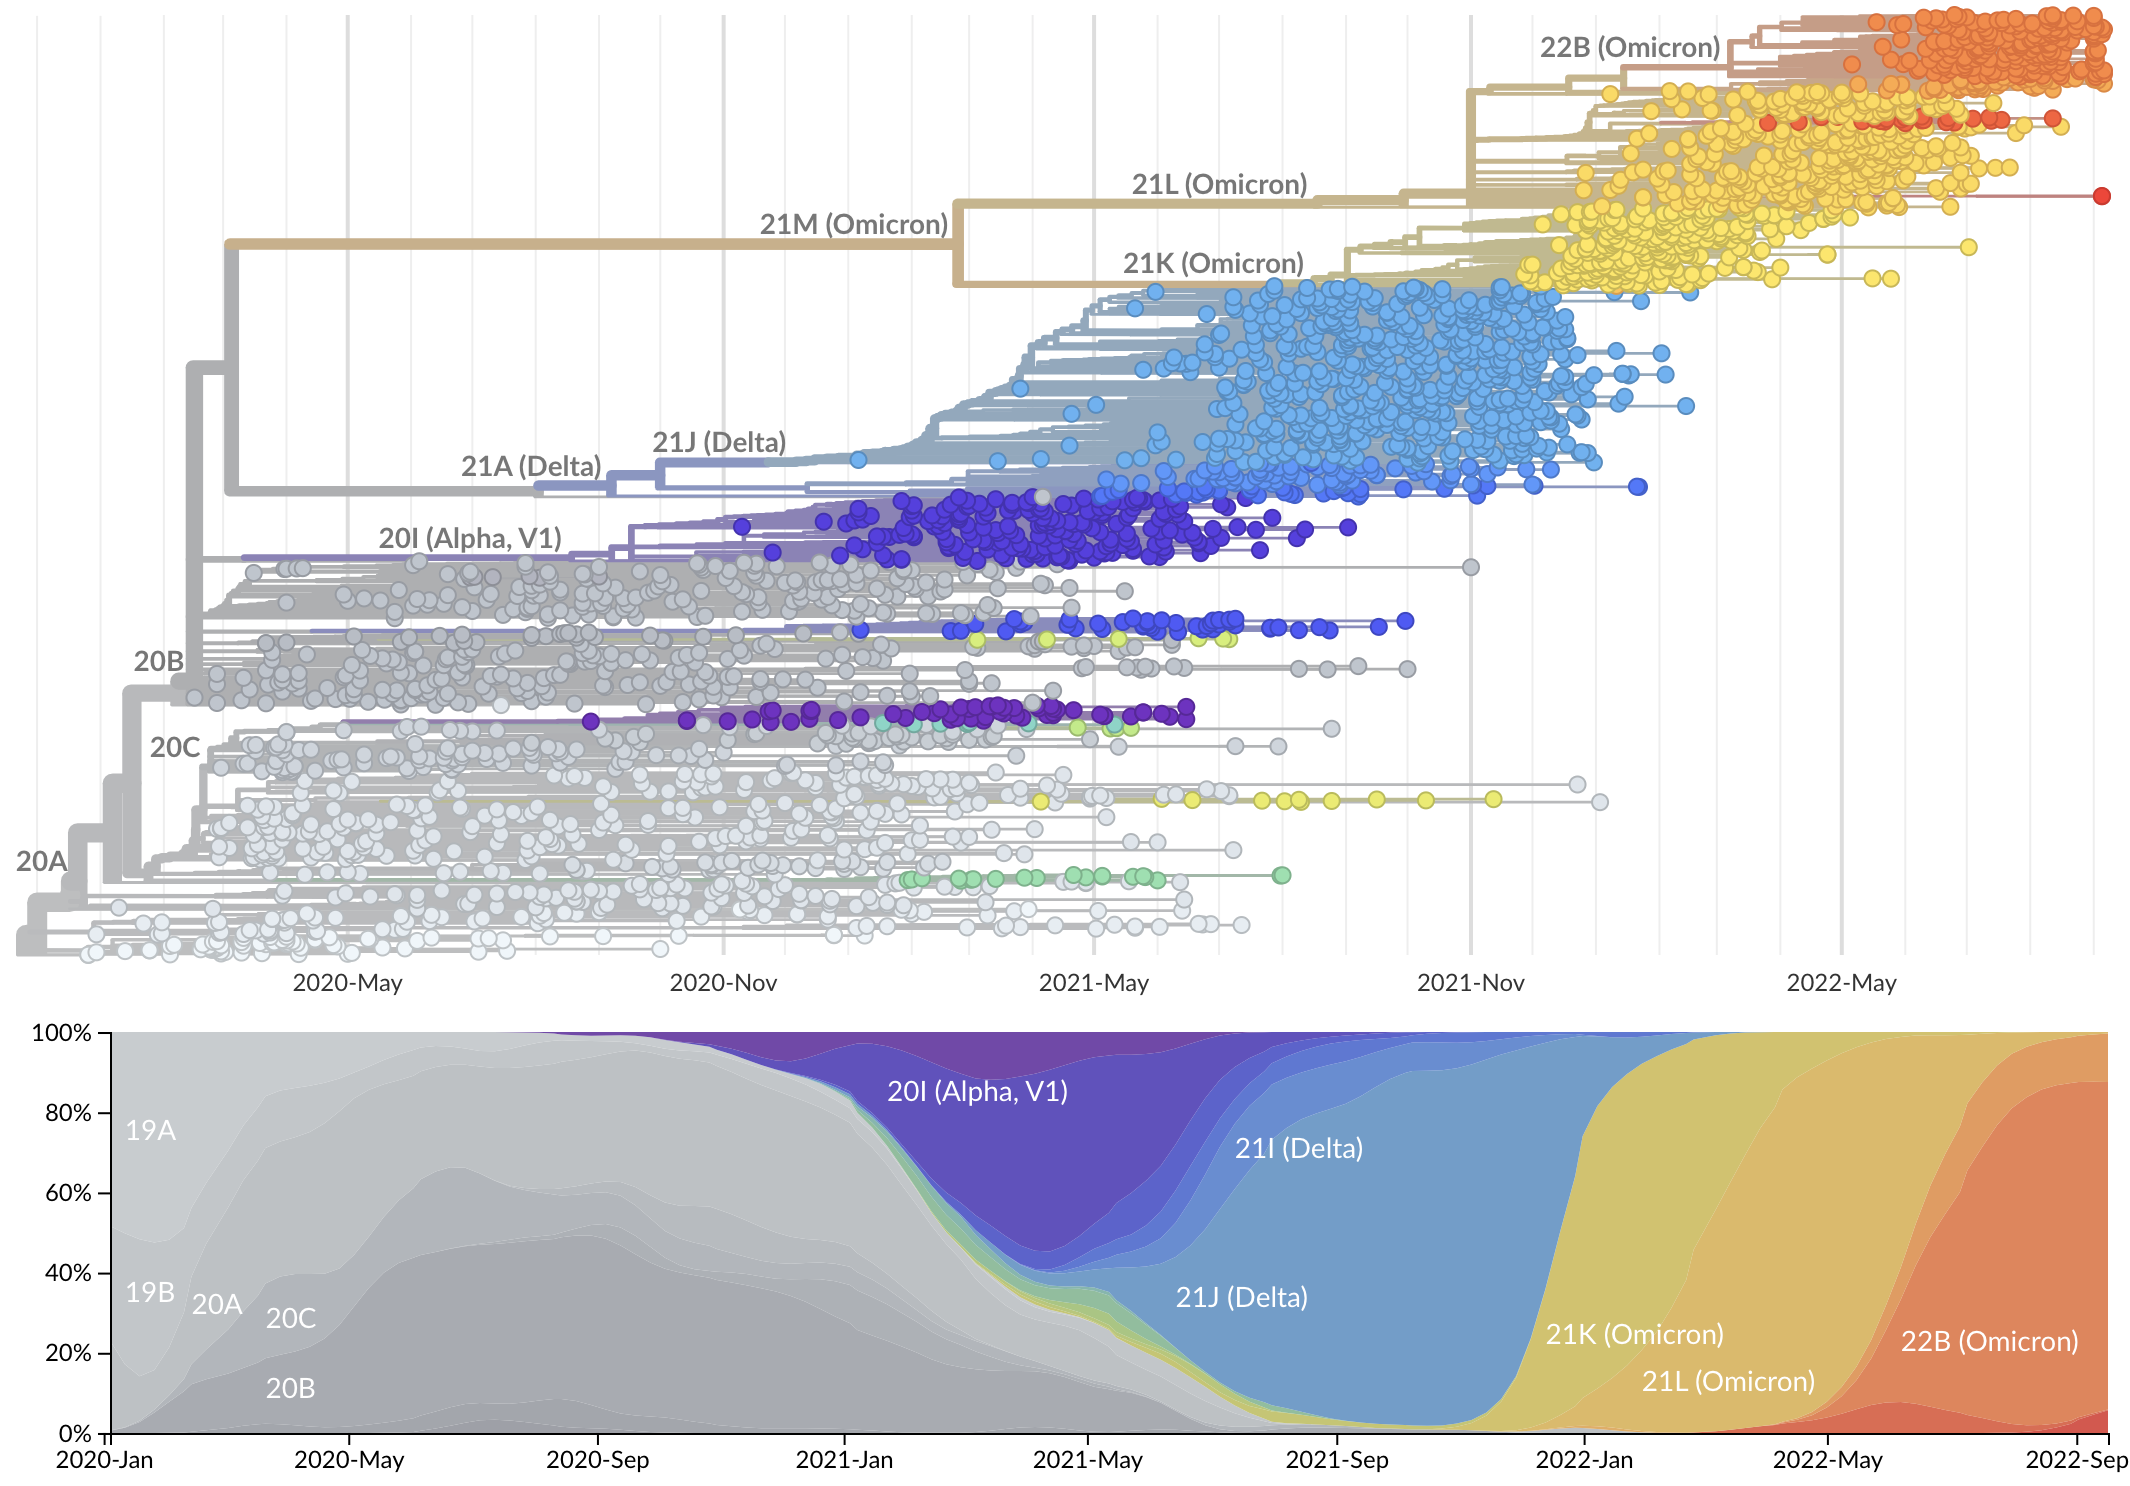 22B (Omicron)
21L (Omicron)
21M (Omicron)
21K (Omicron)
21J (Delta)
21A (Delta)
20I (Alpha, V1)
20B
20C
20A
2020-May 2020-Nov 2021-May 2021-Nov 2022-May
100%
80%
60%
40%
20%
0%
20I (Alpha, V1)
19A
21I (Delta)
19B
20A
21J (Delta)
20C
21K (Omicron)
22B (Omicron)
21L (Omicron)
20B
2020-Jan 2020-May 2020-Sep 2021-Jan 2021-May 2021-Sep 2022-Jan 2022-May 2022-Sep